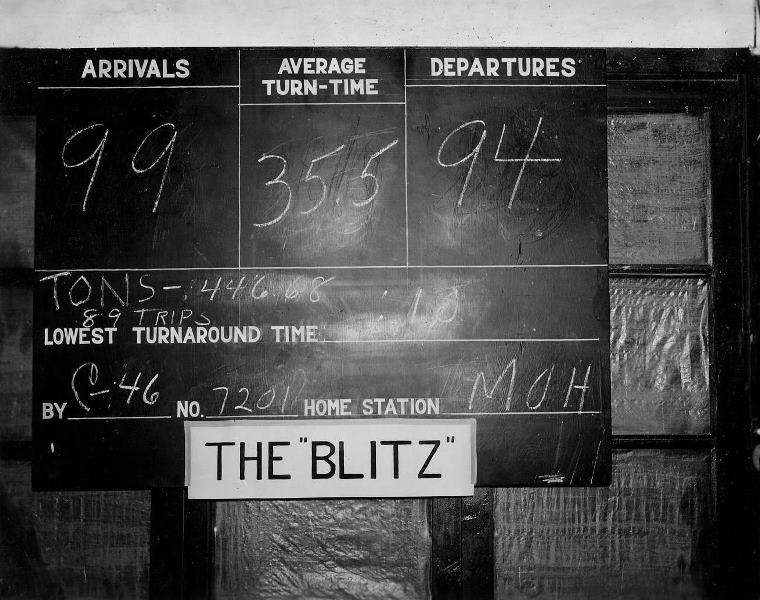 ARRIVALS
AVERAGE
TURN-TIME
DEPARTURES
99
35.5
94
TONS-446.68
89 TRIPS
LOWEST TURNAROUND TIME :10
BY C-46 NO. 7201 HOME STATION MOH
THE "BLITZ"